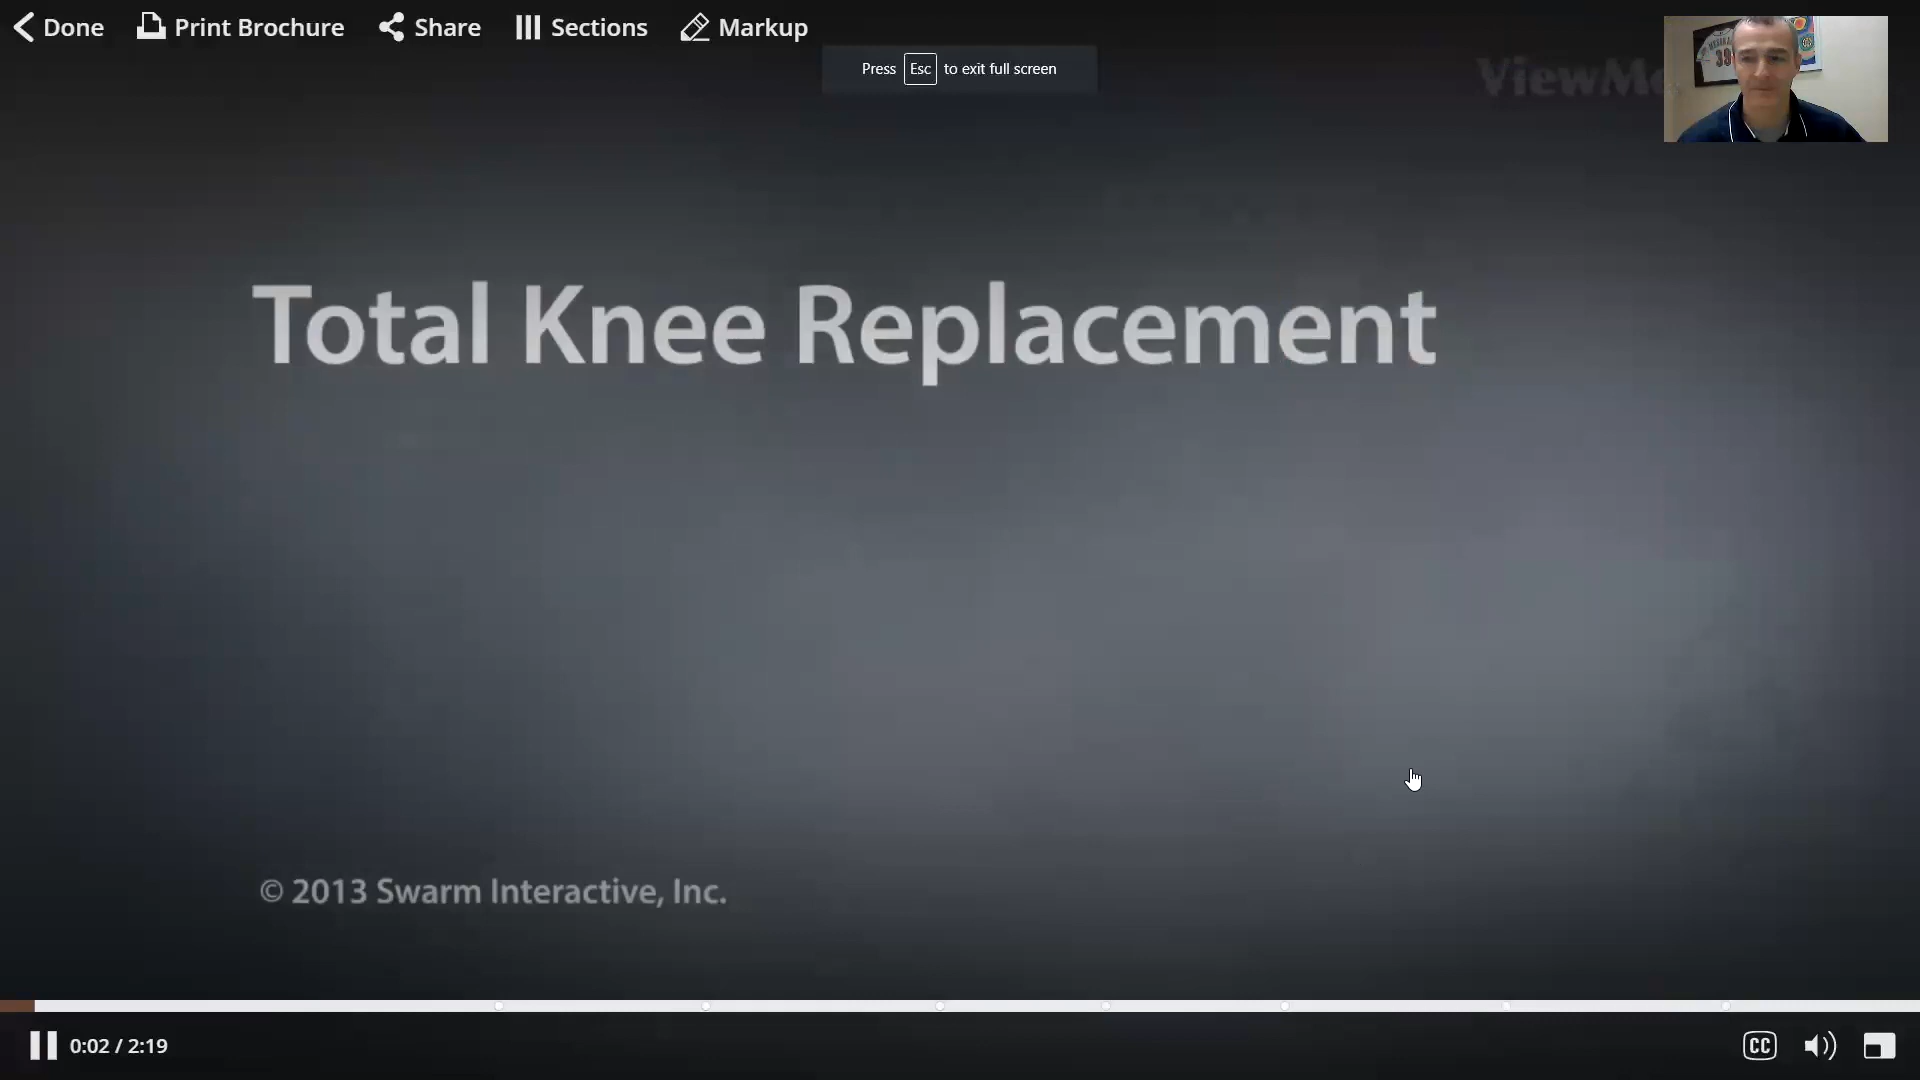 Done Print Brochure Share Sections Markup
Press Esc to exit full screen
Total Knee Replacement
© 2013 Swarm Interactive, Inc.
0:02 / 2:19
CC